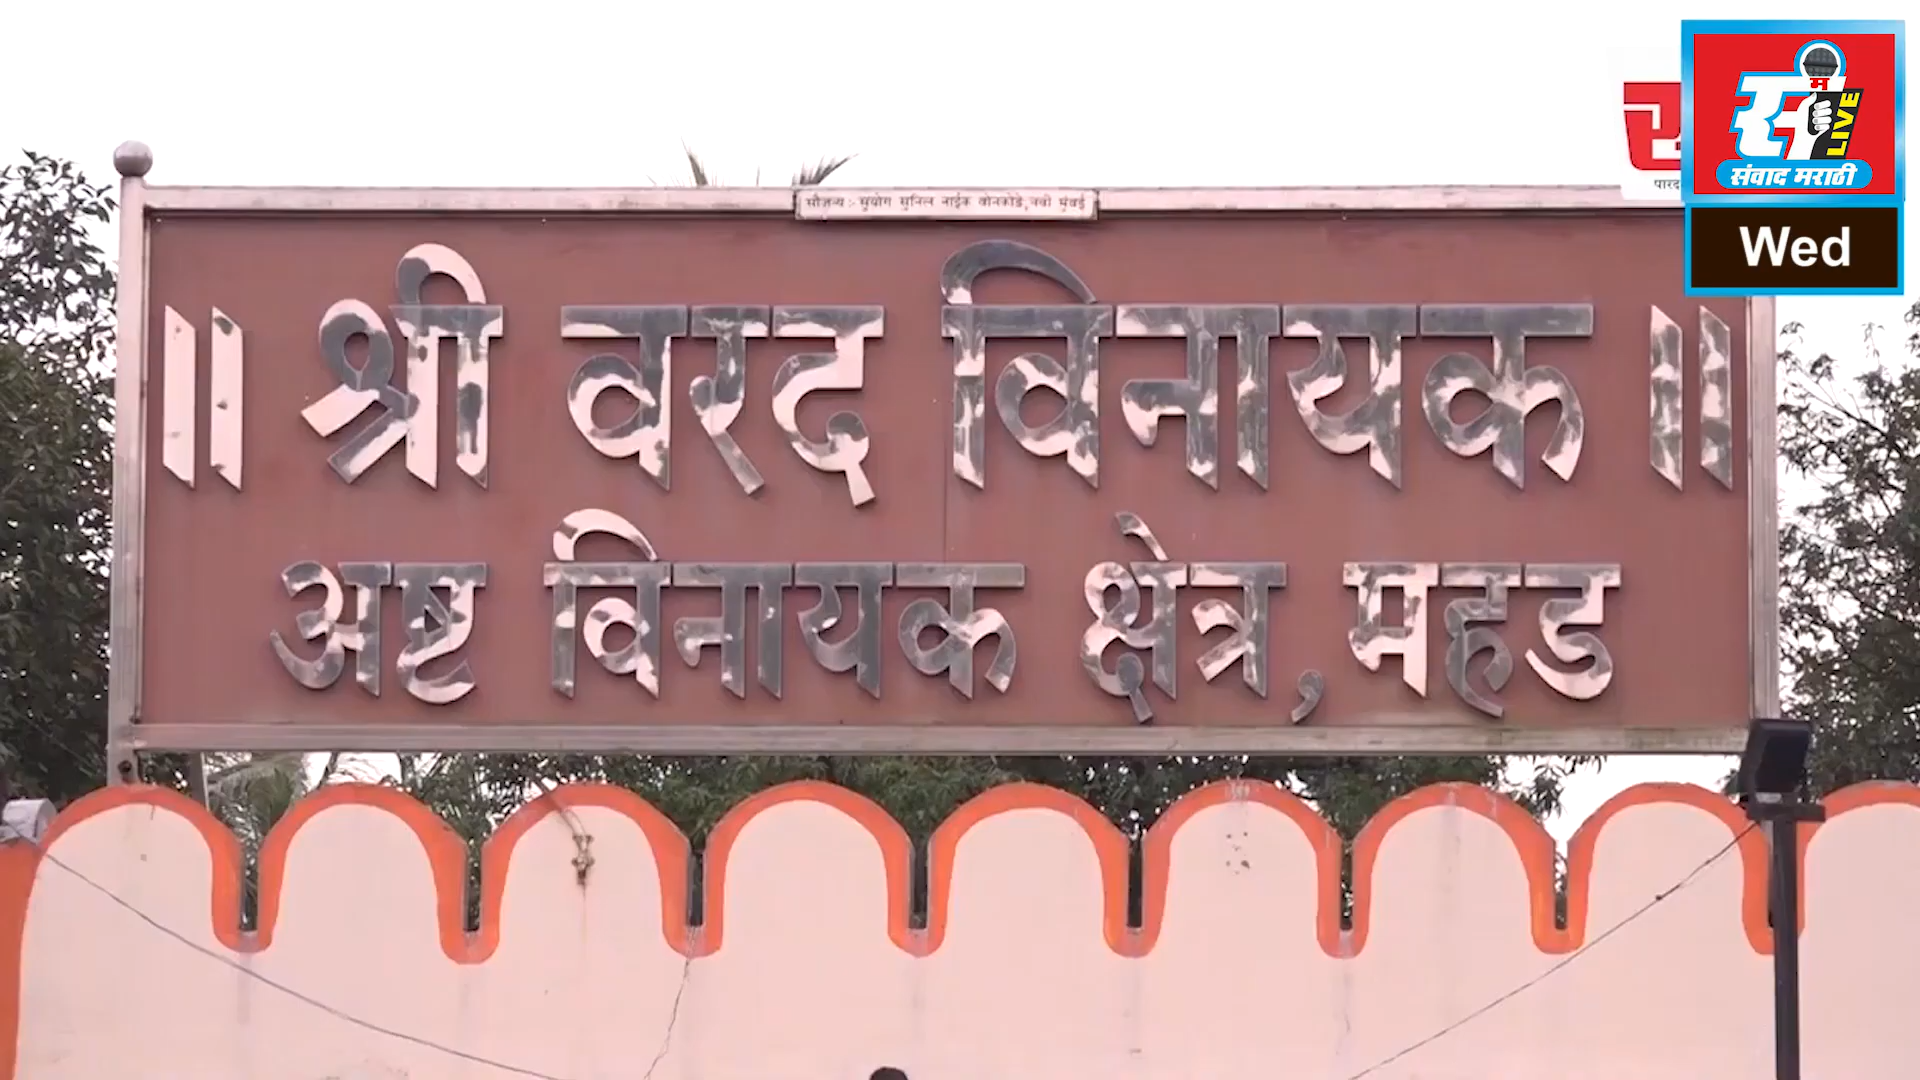 सौजन्य :- सुयोग सुनिल नाईक बोनकोडे, नवी मुंबई
॥ श्री वरद विनायक ॥
अष्ट विनायक क्षेत्र, महड
स
म
LIVE
संवाद मराठी
Wed